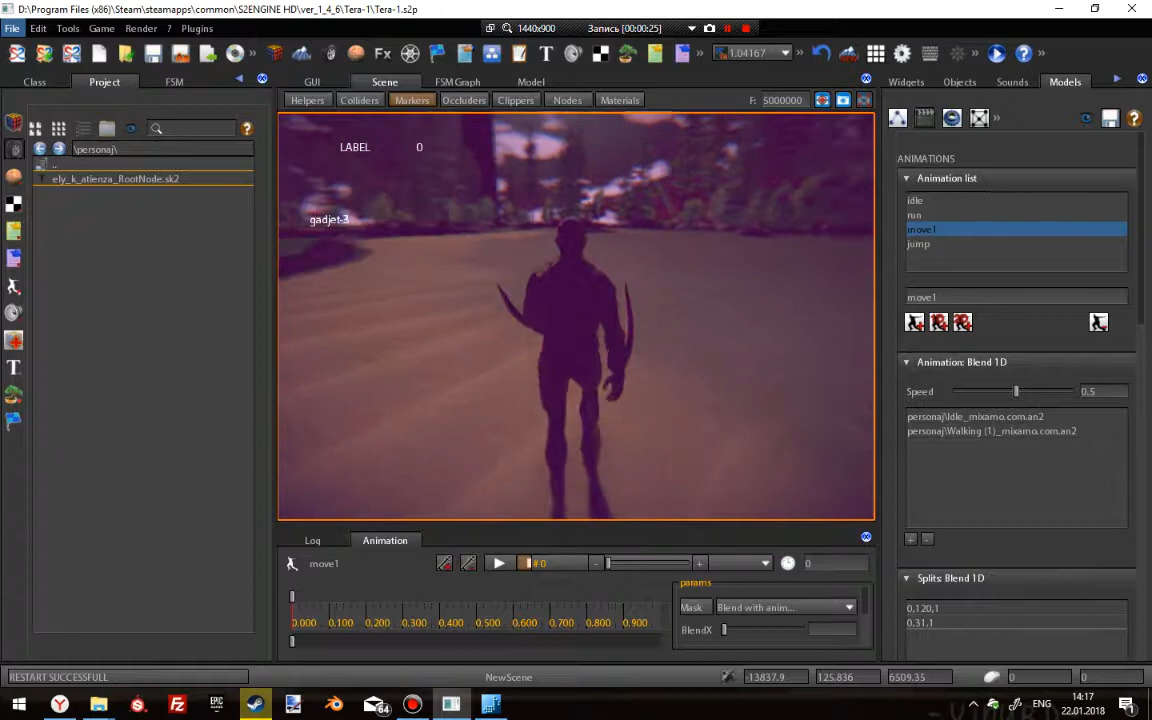 D:\Program Files (x86)\Steam\steamapps\common\S2ENGINE HD\ver_1_4_6\Tera-1\Tera-1.s2p
File Edit Tools Game Render ? Plugins
1440x900 Запись [00:00:25]
Fx T 1.04167
Class Project FSM
GUI Scene FSM Graph Model
Widgets Objects Sounds Models
Helpers Colliders Markers Occluders Clippers Nodes Materials F: 5000000
\personaj\
..
ely_k_atienza_RootNode.sk2
LABEL 0
gadjet-3
ANIMATIONS
Animation list
idle
run
move1
jump
move1
Animation: Blend 1D
Speed 0.5
personaj\Idle_mixamo.com.an2
personaj\Walking (1)_mixamo.com.an2
+ -
Splits: Blend 1D
0,120,1
0,31,1
Log Animation
move1 # 0 - + 0
params
Mask Blend with anim...
BlendX
0.000 0.100 0.200 0.300 0.400 0.500 0.600 0.700 0.800 0.900
RESTART SUCCESSFULL NewScene -13837.9 125.836 6509.35 0 0
EPIC GAMES 64 ENG 14:17
22.01.2018 1